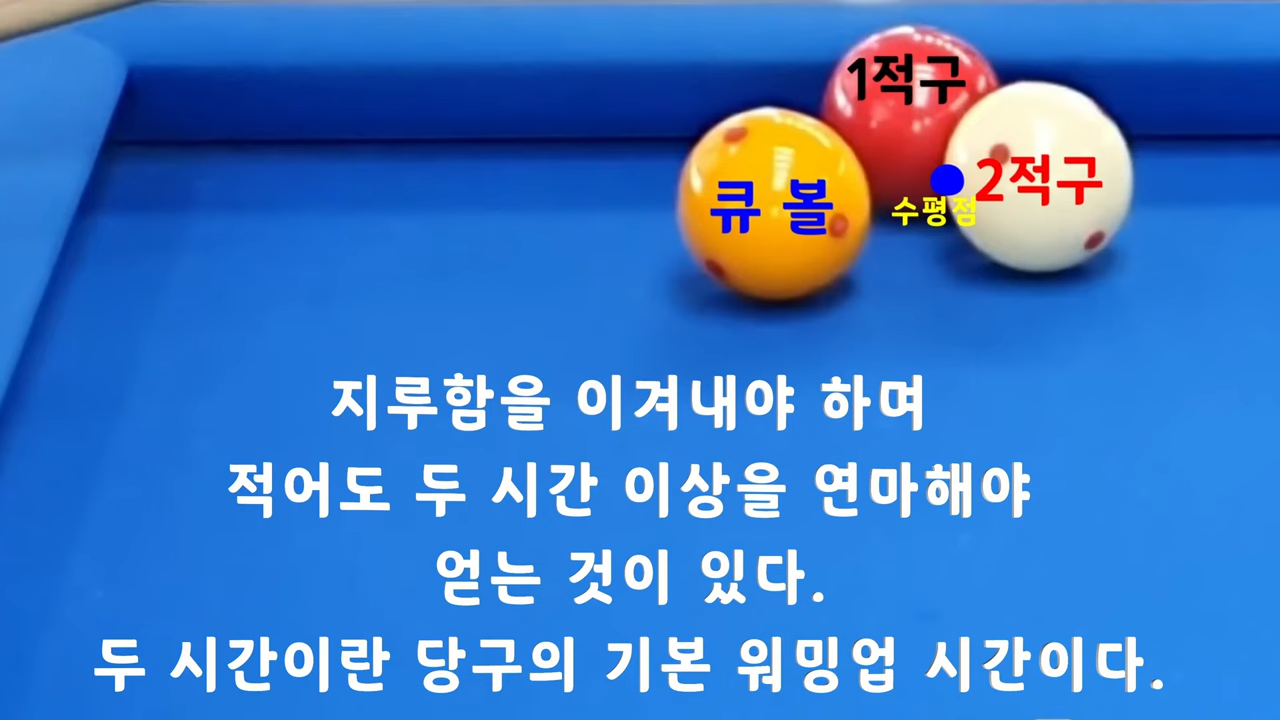 1적구
큐 볼
2적구
수평점
지루함을 이겨내야 하며
적어도 두 시간 이상을 연마해야
얻는 것이 있다.
두 시간이란 당구의 기본 워밍업 시간이다.